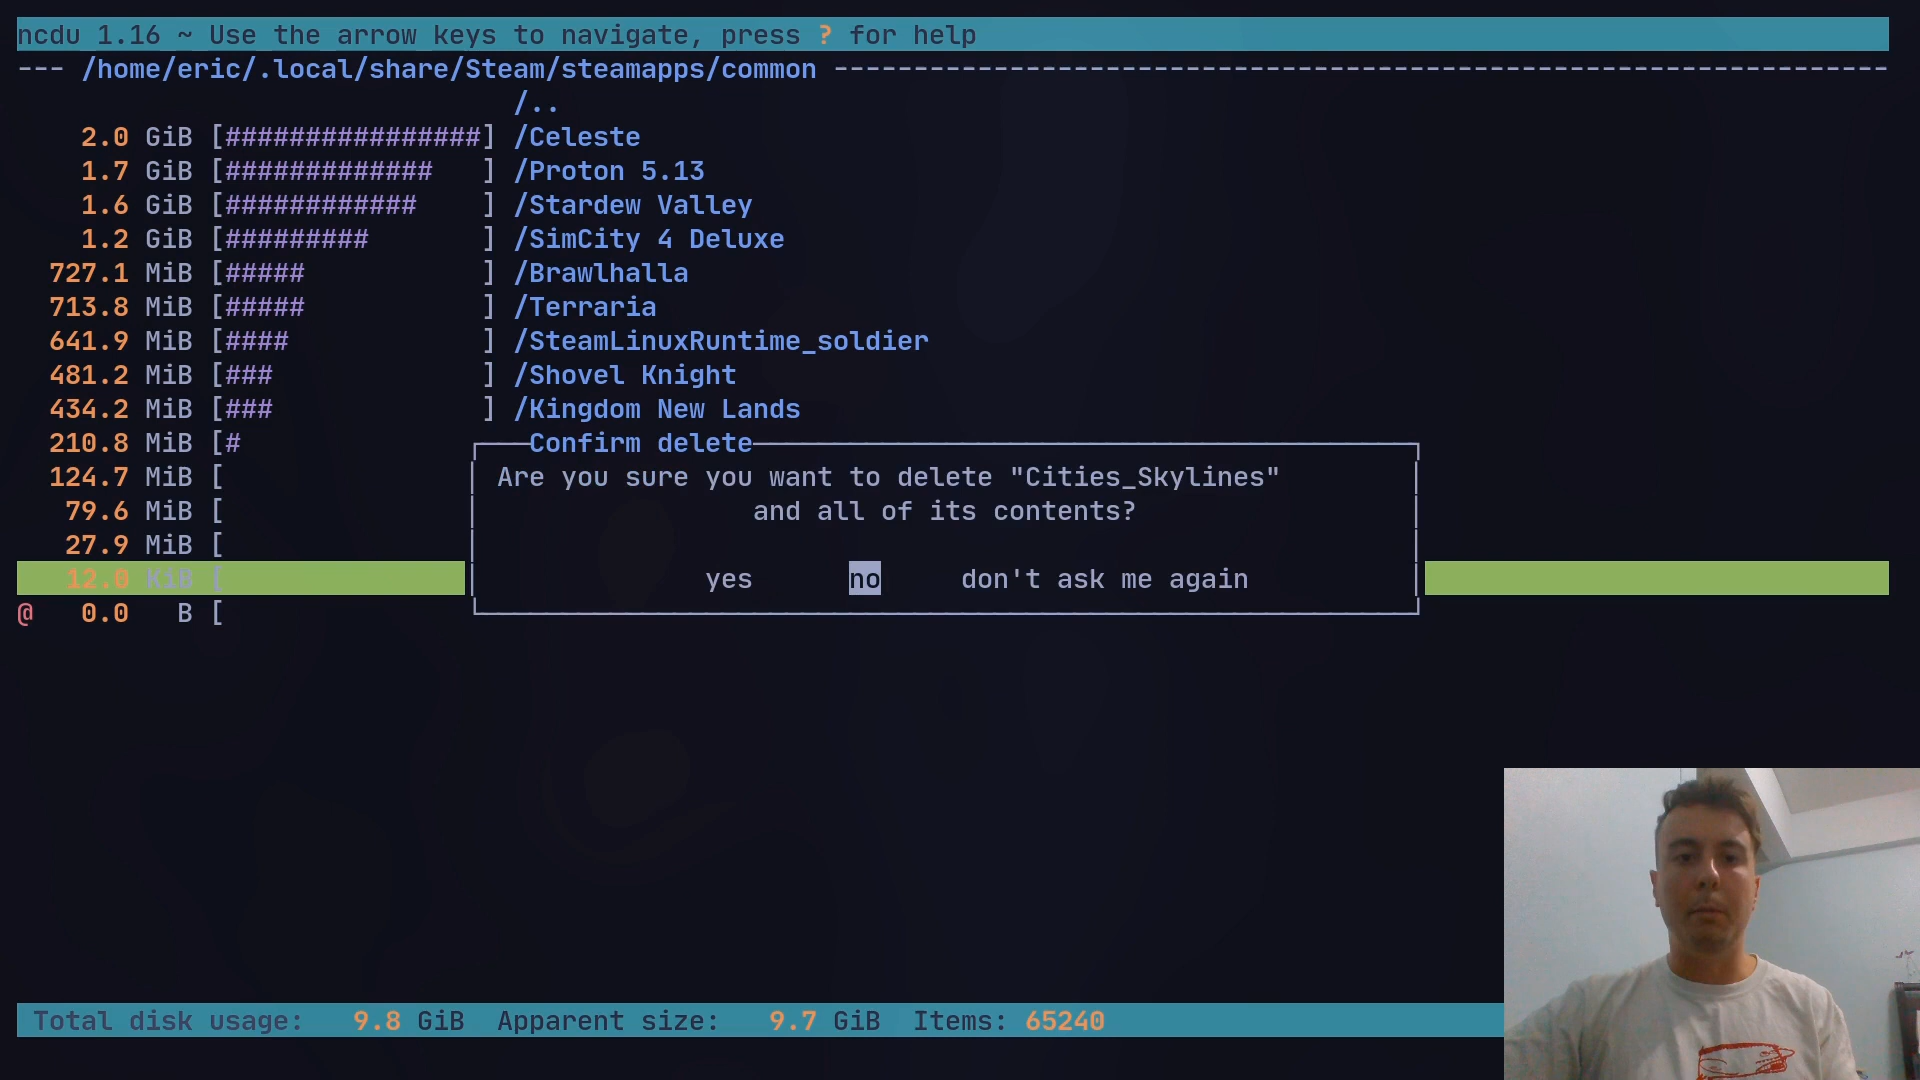 ncdu 1.16 ~ Use the arrow keys to navigate, press ? for help
--- /home/eric/.local/share/Steam/steamapps/common ------------------------------------------------------------------
/..
2.0 GiB [################] /Celeste
1.7 GiB [#############   ] /Proton 5.13
1.6 GiB [############    ] /Stardew Valley
1.2 GiB [#########       ] /SimCity 4 Deluxe
727.1 MiB [#####           ] /Brawlhalla
713.8 MiB [#####           ] /Terraria
641.9 MiB [####            ] /SteamLinuxRuntime_soldier
481.2 MiB [###             ] /Shovel Knight
434.2 MiB [###             ] /Kingdom New Lands
210.8 MiB [#
124.7 MiB [
79.6 MiB [
27.9 MiB [
12.0 KiB [
@ 0.0 B [
Confirm delete
Are you sure you want to delete "Cities_Skylines"
and all of its contents?
yes no don't ask me again
Total disk usage: 9.8 GiB Apparent size: 9.7 GiB Items: 65240